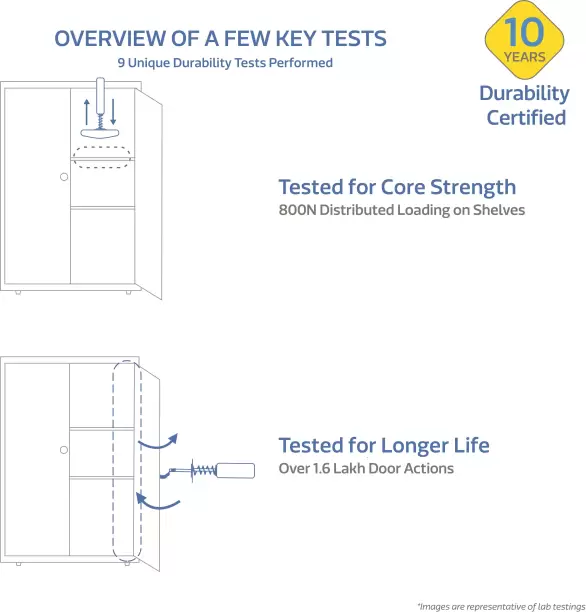 OVERVIEW OF A FEW KEY TESTS
9 Unique Durability Tests Performed
10
YEARS
Durability
Certified
Tested for Core Strength
800N Distributed Loading on Shelves
Tested for Longer Life
Over 1.6 Lakh Door Actions
*Images are representative of lab testings